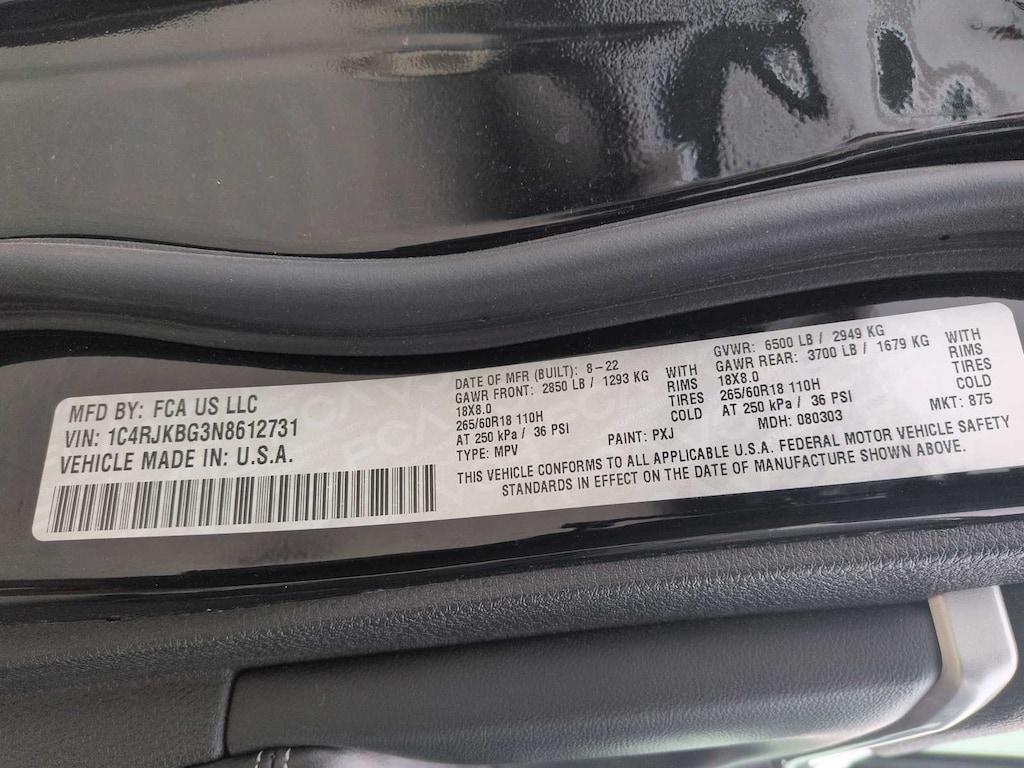 MFD BY: FCA US LLC
VIN: 1C4RJKBG3N8612731
VEHICLE MADE IN: U.S.A.
DATE OF MFR (BUILT): 8-22
GVWR: 6500 LB / 2949 KG
GAWR FRONT: 2850 LB / 1293 KG WITH
GAWR REAR: 3700 LB / 1679 KG WITH
18X8.0 RIMS
18X8.0 RIMS
265/60R18 110H TIRES
265/60R18 110H TIRES
AT 250 kPa / 36 PSI COLD
AT 250 kPa / 36 PSI COLD
TYPE: MPV PAINT: PXJ MDH: 080303 MKT: 875
THIS VEHICLE CONFORMS TO ALL APPLICABLE U.S.A. FEDERAL MOTOR VEHICLE SAFETY
STANDARDS IN EFFECT ON THE DATE OF MANUFACTURE SHOWN ABOVE.